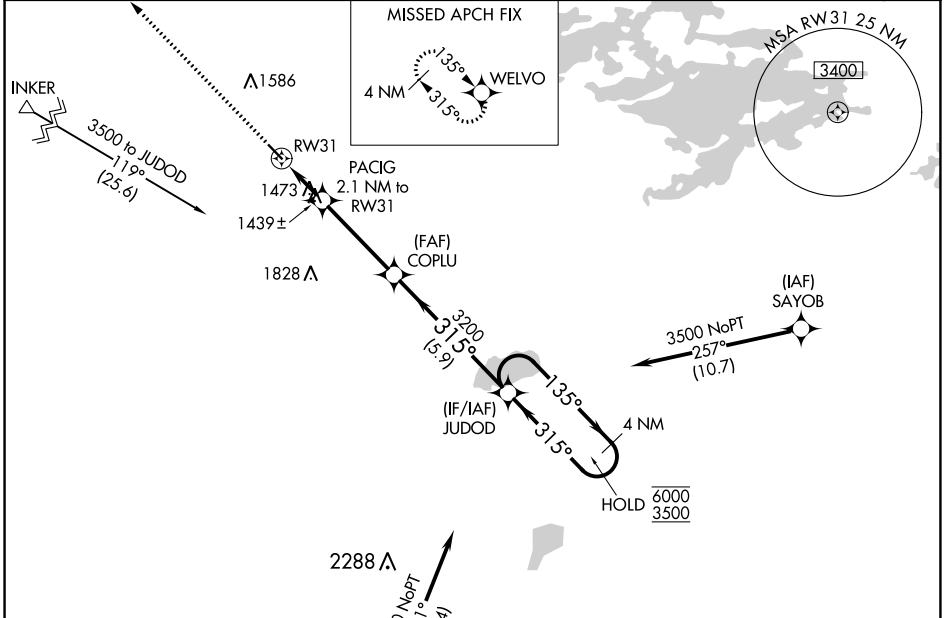 MISSED APCH FIX
135°
WELVO
4 NM
315°
MSA RW31 25 NM
3400
1586
INKER
3500 to JUDOD
119°
(25.6)
RW31
PACIG
2.1 NM to
RW31
1473
1439±
(FAF)
COPLU
1828
(IAF)
SAYOB
3500 NoPT
257°
(10.7)
3200
315°
(5.9)
(IF/IAF)
JUDOD
135°
315°
4 NM
HOLD
6000
3500
2288
NoPT